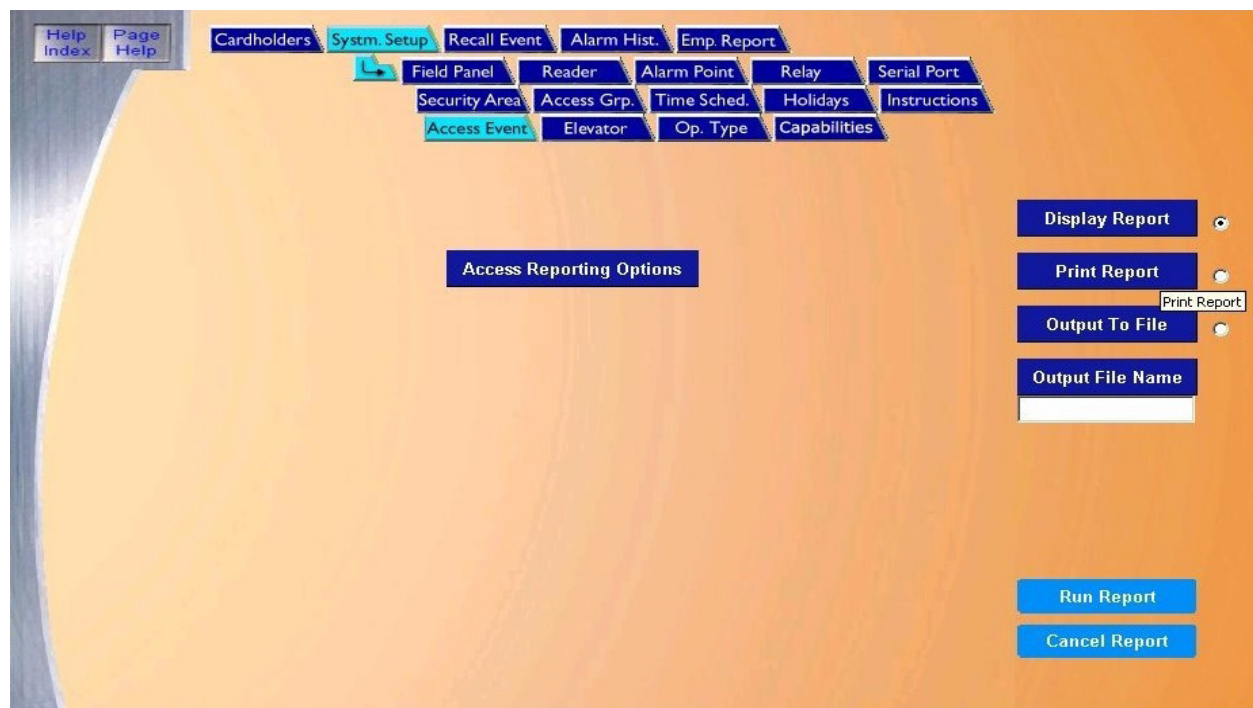 Help Index
Page Help
Cardholders Systm. Setup Recall Event Alarm Hist. Emp. Report
Field Panel Reader Alarm Point Relay Serial Port
Security Area Access Grp. Time Sched. Holidays Instructions
Access Event Elevator Op. Type Capabilities
Display Report
Access Reporting Options
Print Report
Print Report
Output To File
Output File Name
Run Report
Cancel Report